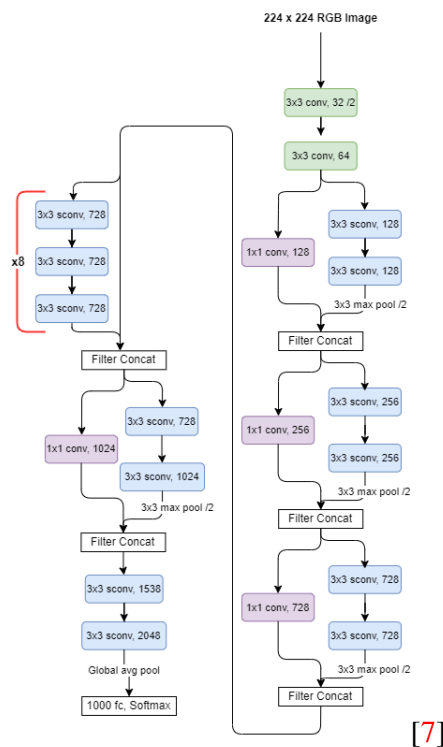 224 x 224 RGB Image
3x3 conv, 32 /2
3x3 conv, 64
1x1 conv, 128
3x3 sconv, 128
3x3 sconv, 128
3x3 max pool /2
Filter Concat
1x1 conv, 256
3x3 sconv, 256
3x3 sconv, 256
3x3 max pool /2
Filter Concat
1x1 conv, 728
3x3 sconv, 728
3x3 sconv, 728
3x3 max pool /2
Filter Concat
x8
3x3 sconv, 728
3x3 sconv, 728
3x3 sconv, 728
Filter Concat
1x1 conv, 1024
3x3 sconv, 728
3x3 sconv, 1024
3x3 max pool /2
Filter Concat
3x3 sconv, 1538
3x3 sconv, 2048
Global avg pool
1000 fc, Softmax
[7]